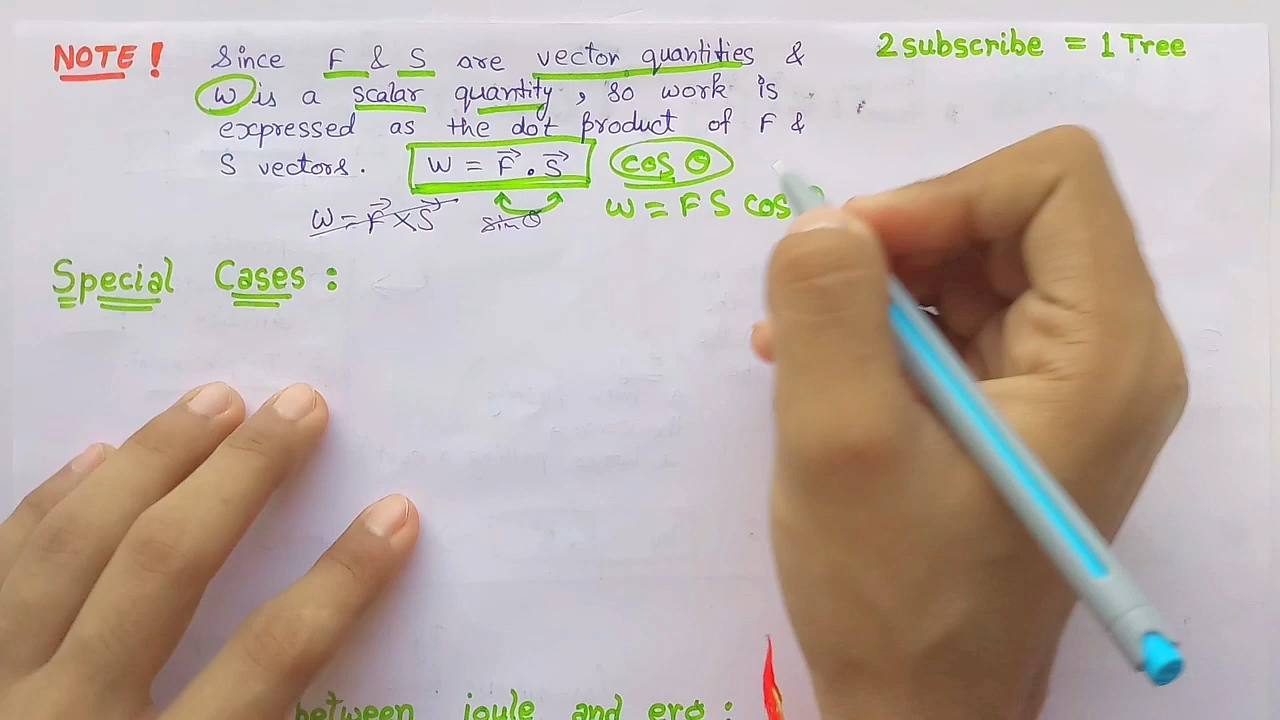 NOTE! Since F & S are vector quantities &
W is a scalar quantity, so work is
expressed as the dot product of F &
S vectors. W = F⃗ . S⃗ cos θ
W = F⃗ × S⃗ sin θ W = F S cos
Special Cases :
2 subscribe = 1 Tree
between joule and erg :